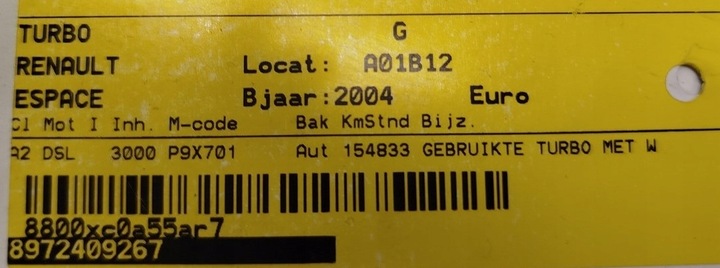 TURBO G
RENAULT Locat: A01B12
ESPACE Bjaar:2004 Euro
Cl Mot I Inh. M-code Bak KmStnd Bijz.
A2 DSL 3000 P9X701 Aut 154833 GEBRUIKTE TURBO MET W
8800xc0a55ar7
8972409267